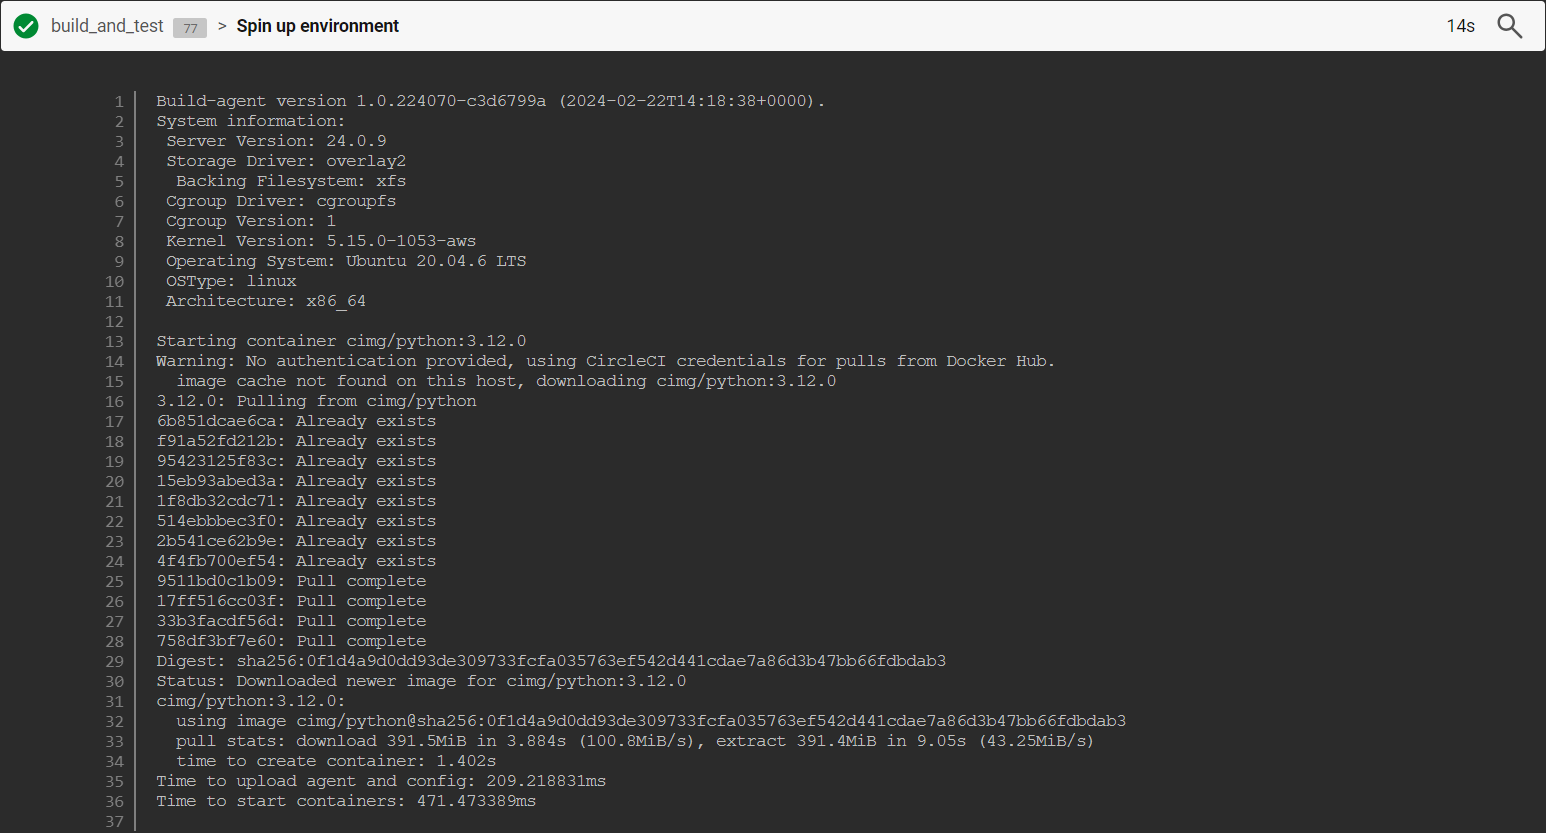 build_and_test 77 > Spin up environment 14s
1 Build-agent version 1.0.224070-c3d6799a (2024-02-22T14:18:38+0000).
2 System information:
3 Server Version: 24.0.9
4 Storage Driver: overlay2
5 Backing Filesystem: xfs
6 Cgroup Driver: cgroupfs
7 Cgroup Version: 1
8 Kernel Version: 5.15.0-1053-aws
9 Operating System: Ubuntu 20.04.6 LTS
10 OSType: linux
11 Architecture: x86_64
12
13 Starting container cimg/python:3.12.0
14 Warning: No authentication provided, using CircleCI credentials for pulls from Docker Hub.
15 image cache not found on this host, downloading cimg/python:3.12.0
16 3.12.0: Pulling from cimg/python
17 6b851dcae6ca: Already exists
18 f91a52fd212b: Already exists
19 95423125f83c: Already exists
20 15eb93abed3a: Already exists
21 1f8db32cdc71: Already exists
22 514ebbbec3f0: Already exists
23 2b541ce62b9e: Already exists
24 4f4fb700ef54: Already exists
25 9511bd0c1b09: Pull complete
26 17ff516cc03f: Pull complete
27 33b3facdf56d: Pull complete
28 758df3bf7e60: Pull complete
29 Digest: sha256:0f1d4a9d0dd93de309733fcfa035763ef542d441cdae7a86d3b47bb66fdbdab3
30 Status: Downloaded newer image for cimg/python:3.12.0
31 cimg/python:3.12.0:
32 using image cimg/python@sha256:0f1d4a9d0dd93de309733fcfa035763ef542d441cdae7a86d3b47bb66fdbdab3
33 pull stats: download 391.5MiB in 3.884s (100.8MiB/s), extract 391.4MiB in 9.05s (43.25MiB/s)
34 time to create container: 1.402s
35 Time to upload agent and config: 209.218831ms
36 Time to start containers: 471.473389ms
37